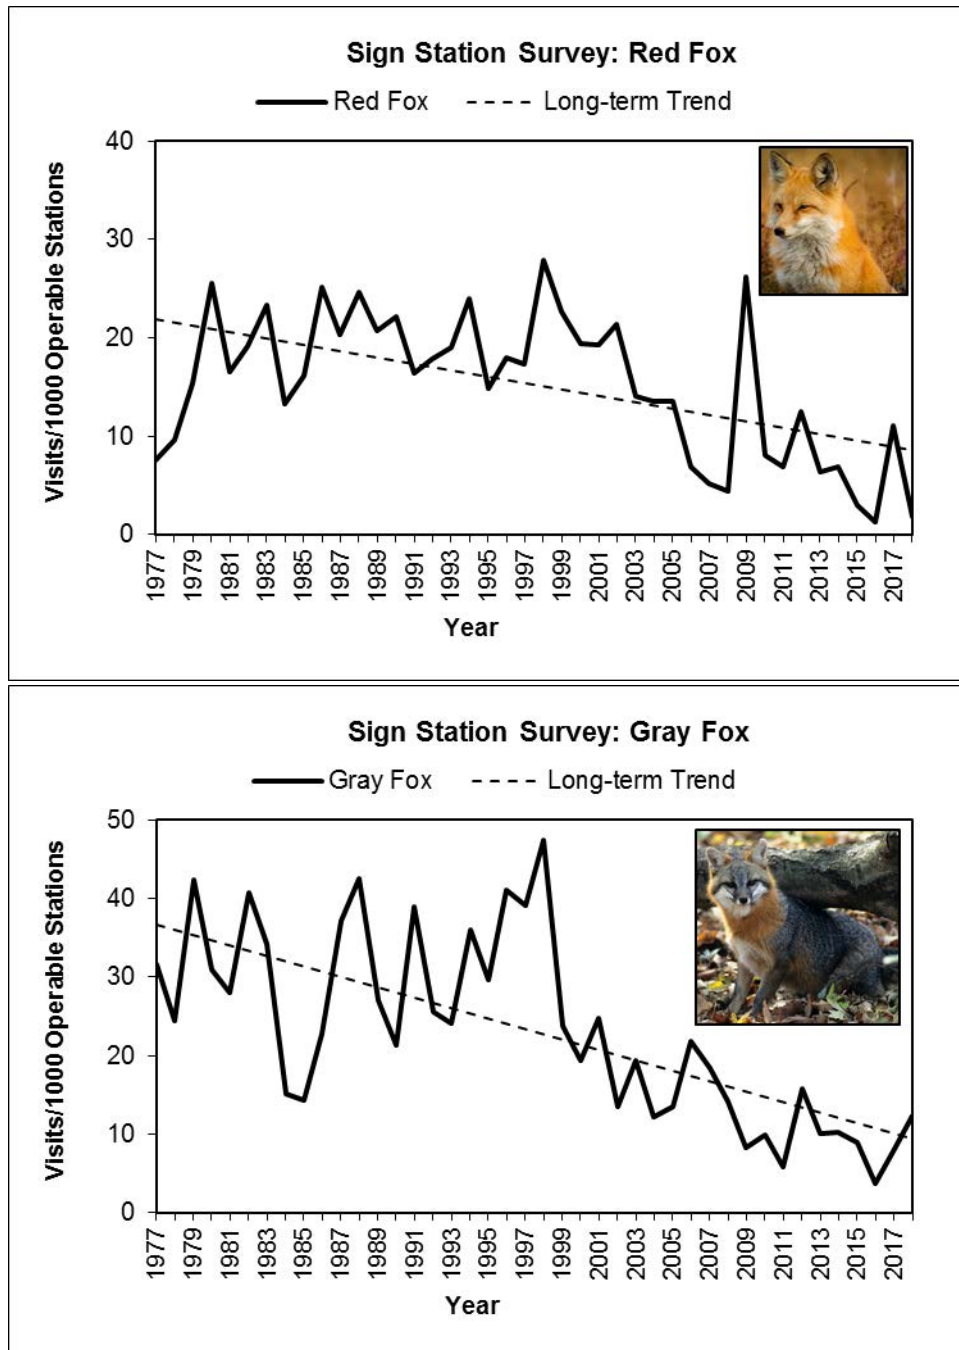 Sign Station Survey: Red Fox
Red Fox Long-term Trend
Visits/1000 Operable Stations
40
30
20
10
0
1977 1979 1981 1983 1985 1987 1989 1991 1993 1995 1997 1999 2001 2003 2005 2007 2009 2011 2013 2015 2017
Year
Sign Station Survey: Gray Fox
Gray Fox Long-term Trend
Visits/1000 Operable Stations
50
40
30
20
10
0
1977 1979 1981 1983 1985 1987 1989 1991 1993 1995 1997 1999 2001 2003 2005 2007 2009 2011 2013 2015 2017
Year